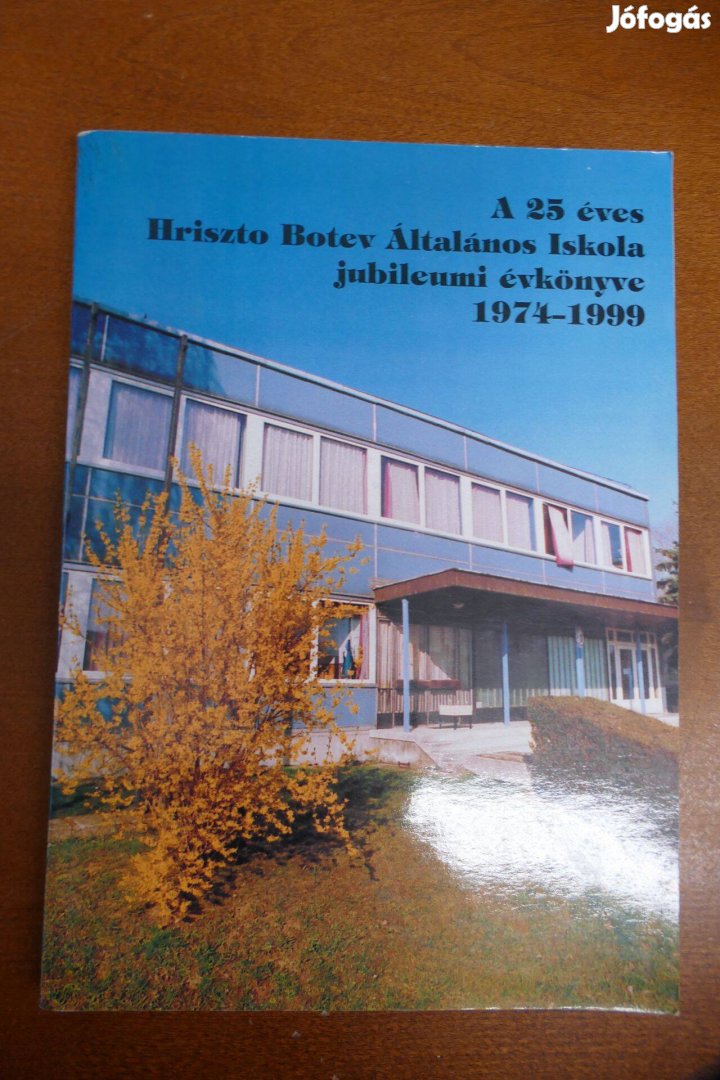 Jófogás
A 25 éves
Hriszto Botev Általános Iskola
jubileumi évkönyve
1974–1999